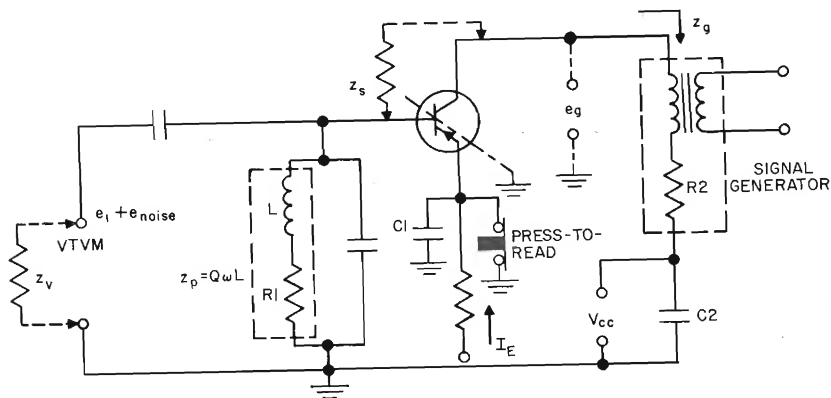 z_g
z_s
e_g
R2
SIGNAL
GENERATOR
e_1 + e_noise
VTVM
z_v
L
z_p = QωL
R1
C1
PRESS-TO-
READ
I_E
V_cc
C2